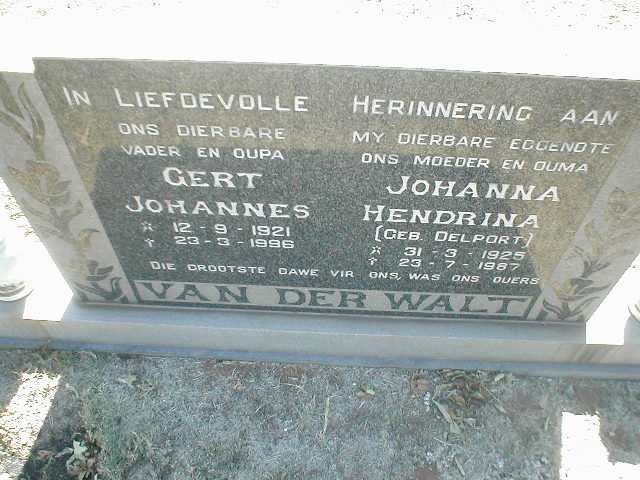 IN LIEFDEVOLLE HERINNERING AAN
ONS DIERBARE
VADER EN OUPA
GERT
JOHANNES
* 12-9-1921
† 23-3-1996
MY DIERBARE EGGENOTE
ONS MOEDER EN OUMA
JOHANNA
HENDRINA
(GEB. DELPORT)
* 31-3-1925
† 23-7-1987
DIE GROOTSTE GAWE VIR ONS, WAS ONS OUERS
VAN DER WALT